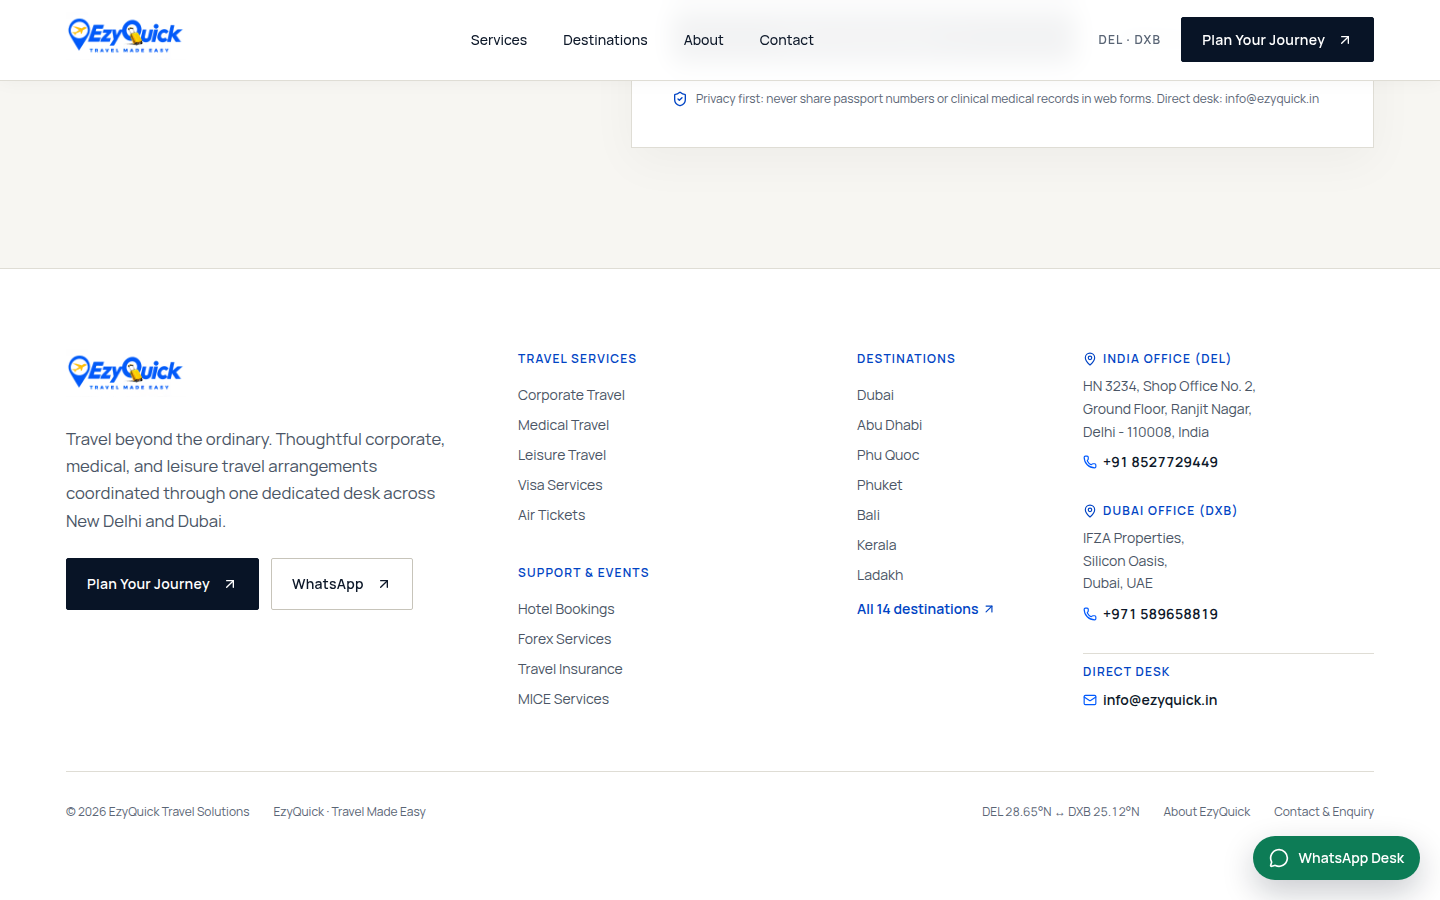 EzyQuick
TRAVEL MADE EASY
Services
Destinations
About
Contact
DEL · DXB
Plan Your Journey
Privacy first: never share passport numbers or clinical medical records in web forms. Direct desk: info@ezyquick.in
EzyQuick
TRAVEL MADE EASY
Travel beyond the ordinary. Thoughtful corporate,
medical, and leisure travel arrangements
coordinated through one dedicated desk across
New Delhi and Dubai.
Plan Your Journey
WhatsApp
TRAVEL SERVICES
Corporate Travel
Medical Travel
Leisure Travel
Visa Services
Air Tickets
SUPPORT & EVENTS
Hotel Bookings
Forex Services
Travel Insurance
MICE Services
DESTINATIONS
Dubai
Abu Dhabi
Phu Quoc
Phuket
Bali
Kerala
Ladakh
All 14 destinations
INDIA OFFICE (DEL)
HN 3234, Shop Office No. 2,
Ground Floor, Ranjit Nagar,
Delhi - 110008, India
+91 8527729449
DUBAI OFFICE (DXB)
IFZA Properties,
Silicon Oasis,
Dubai, UAE
+971 589658819
DIRECT DESK
info@ezyquick.in
© 2026 EzyQuick Travel Solutions
EzyQuick · Travel Made Easy
DEL 28.65°N ↔ DXB 25.12°N
About EzyQuick
Contact & Enquiry
WhatsApp Desk